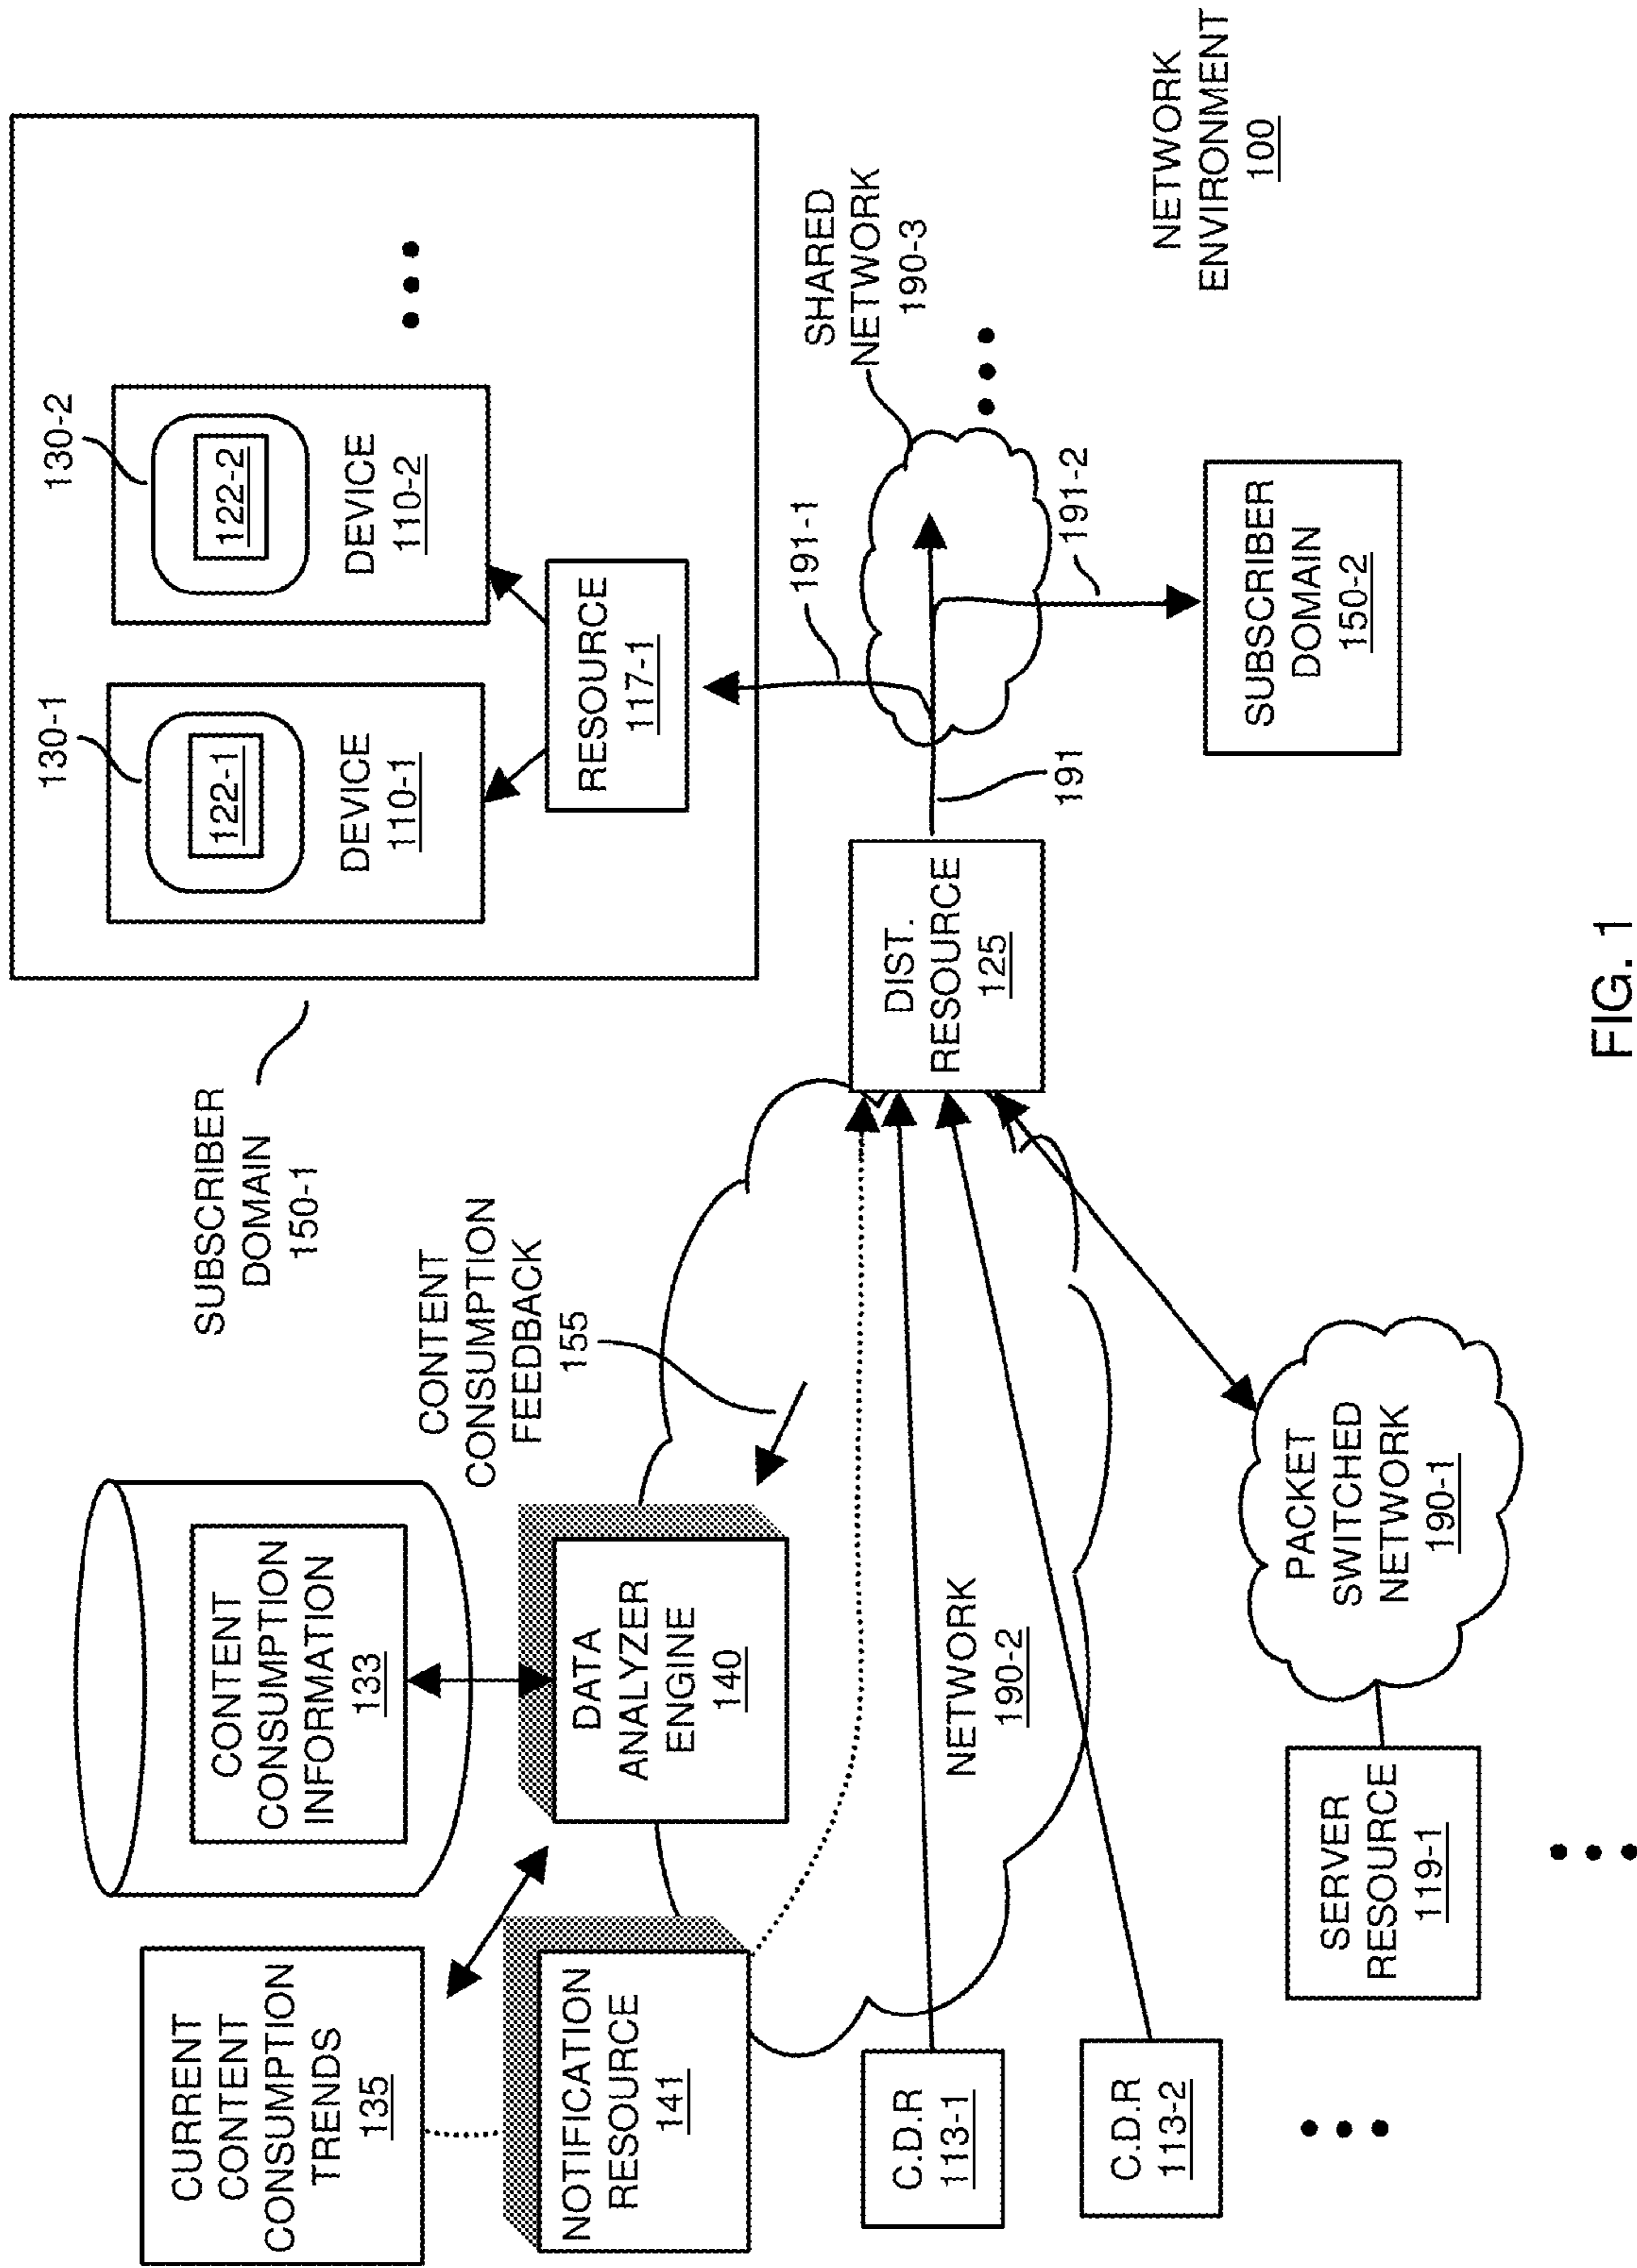 CURRENT
CONTENT
CONSUMPTION
TRENDS
135
CONTENT
CONSUMPTION
INFORMATION
133
SUBSCRIBER
DOMAIN
150-1
130-1
122-1
DEVICE
110-1
130-2
122-2
DEVICE
110-2
RESOURCE
117-1
NOTIFICATION
RESOURCE
141
DATA
ANALYZER
ENGINE
140
CONTENT
CONSUMPTION
FEEDBACK
155
C.D.R
113-1
C.D.R
113-2
NETWORK
190-2
DIST.
RESOURCE
125
191
191-1
191-2
SHARED
NETWORK
190-3
SERVER
RESOURCE
119-1
PACKET
SWITCHED
NETWORK
190-1
SUBSCRIBER
DOMAIN
150-2
NETWORK
ENVIRONMENT
100
FIG. 1